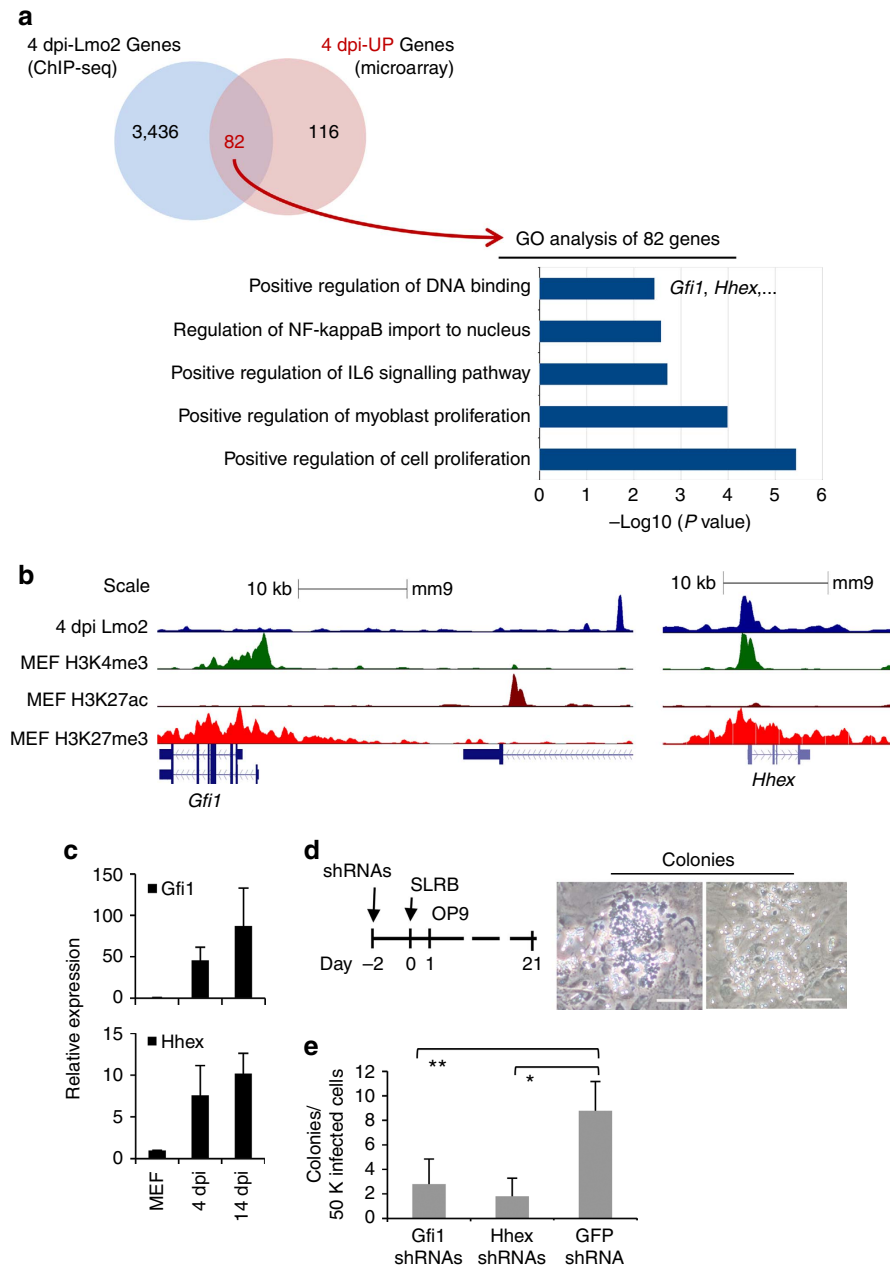 a
4 dpi-Lmo2 Genes
(ChIP-seq)
4 dpi-UP Genes
(microarray)
3,436
82
116
GO analysis of 82 genes
Positive regulation of DNA binding
Gfi1, Hhex,...
Regulation of NF-kappaB import to nucleus
Positive regulation of IL6 signalling pathway
Positive regulation of myoblast proliferation
Positive regulation of cell proliferation
0 1 2 3 4 5 6
–Log10 (P value)
b
Scale
10 kb
mm9
10 kb
mm9
4 dpi Lmo2
MEF H3K4me3
MEF H3K27ac
MEF H3K27me3
Gfi1
Hhex
c
Relative expression
150
100
50
0
Gfi1
15
10
5
0
Hhex
MEF
4 dpi
14 dpi
d
shRNAs
SLRB
OP9
Day –2 0 1 21
Colonies
e
Colonies/
50 K infected cells
12
10
8
6
4
2
0
**
*
Gfi1
shRNAs
Hhex
shRNAs
GFP
shRNA